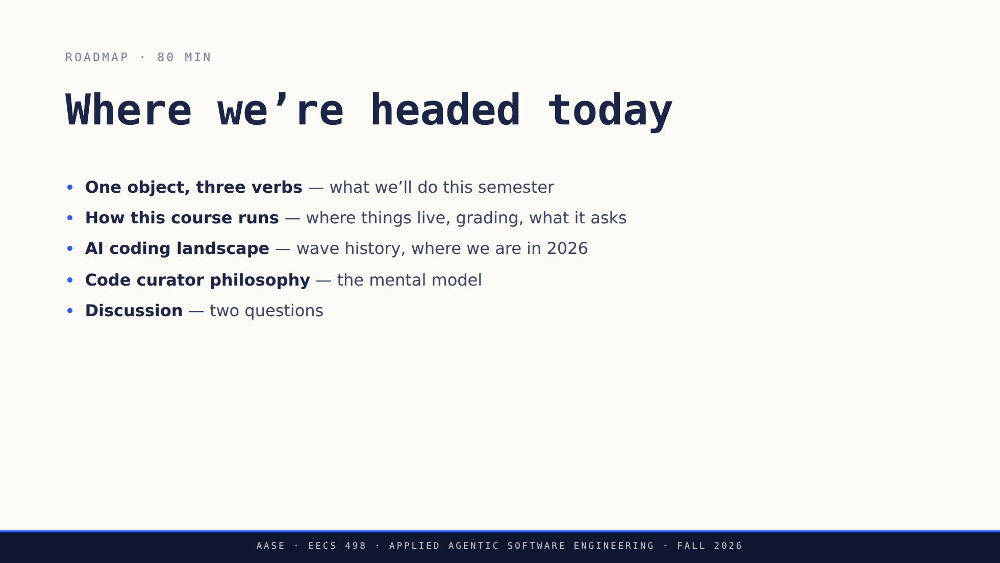 ROADMAP · 80 MIN
Where we’re headed today
• One object, three verbs — what we’ll do this semester
• How this course runs — where things live, grading, what it asks
• AI coding landscape — wave history, where we are in 2026
• Code curator philosophy — the mental model
• Discussion — two questions
AASE · EECS 498 · APPLIED AGENTIC SOFTWARE ENGINEERING · FALL 2026